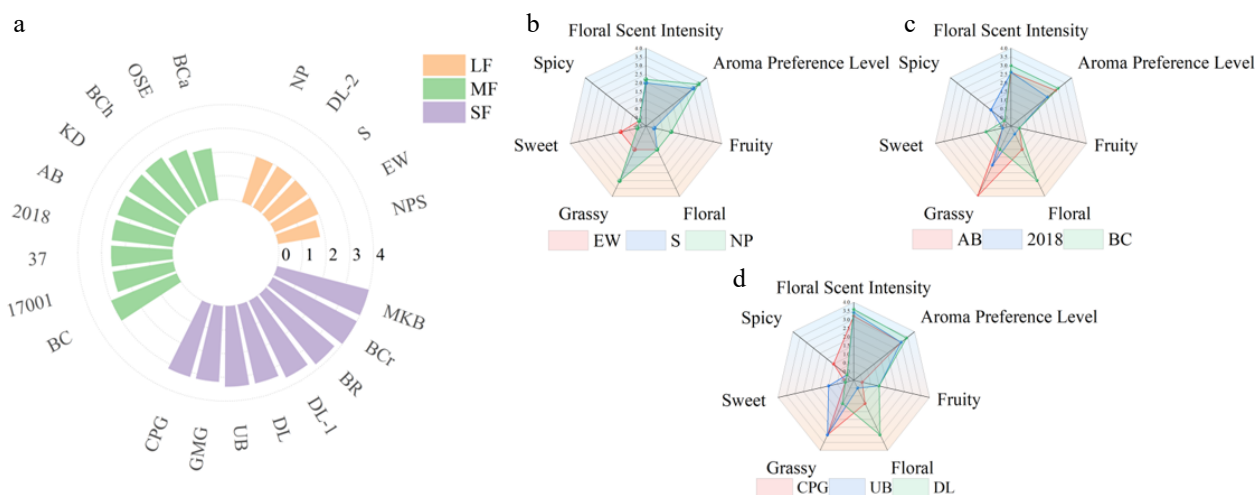 a
NP
DL-2
S
EW
NPS
MKB
BCr
BR
DL-1
DL
UB
GMG
CPG
BC
17001
37
2018
AB
KD
BCh
OSE
BCa
0 1 2 3 4
LF
MF
SF
b
Floral Scent Intensity
Aroma Preference Level
Fruity
Floral
Grassy
Sweet
Spicy
EW S NP
c
Floral Scent Intensity
Aroma Preference Level
Fruity
Floral
Grassy
Sweet
Spicy
AB 2018 BC
d
Floral Scent Intensity
Aroma Preference Level
Fruity
Floral
Grassy
Sweet
Spicy
CPG UB DL